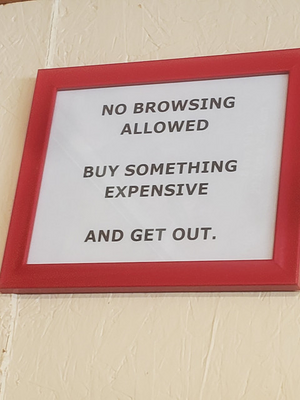 NO BROWSING
ALLOWED
BUY SOMETHING
EXPENSIVE
AND GET OUT.